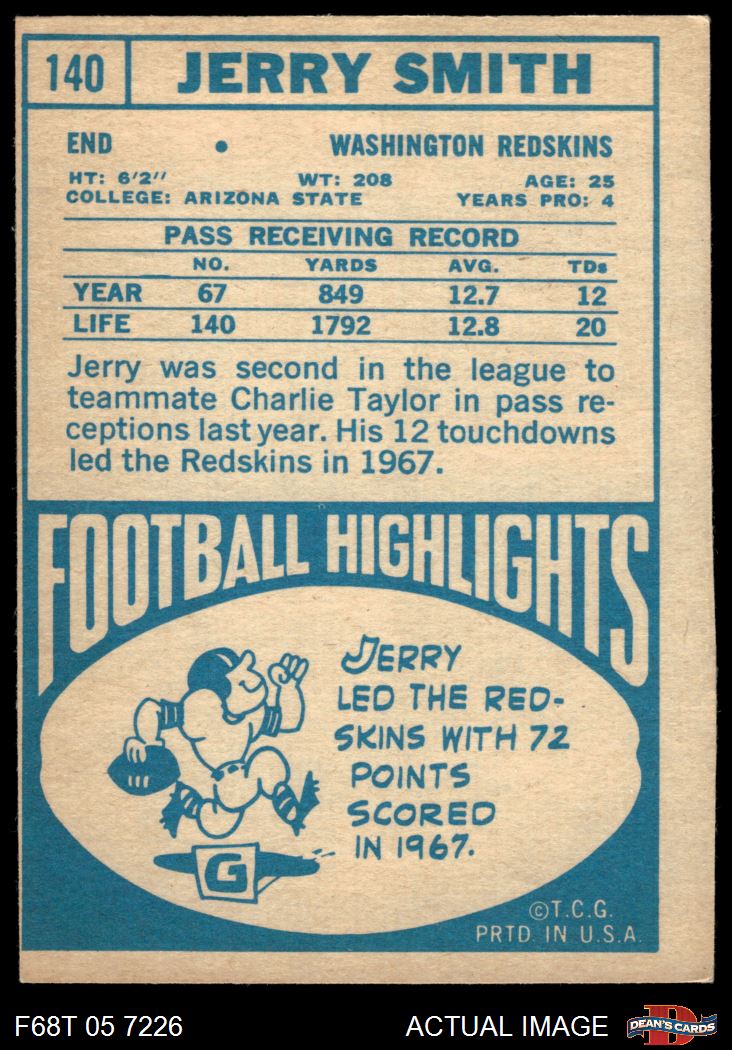 140 JERRY SMITH
END • WASHINGTON REDSKINS
HT: 6'2'' WT: 208 AGE: 25
COLLEGE: ARIZONA STATE YEARS PRO: 4
PASS RECEIVING RECORD
NO. YARDS AVG. TDs
YEAR 67 849 12.7 12
LIFE 140 1792 12.8 20
Jerry was second in the league to
teammate Charlie Taylor in pass re-
ceptions last year. His 12 touchdowns
led the Redskins in 1967.
FOOTBALL HIGHLIGHTS
JERRY
LED THE RED-
SKINS WITH 72
POINTS
SCORED
IN 1967.
G
©T.C.G.
PRTD. IN U.S.A.
F68T 05 7226 ACTUAL IMAGE D DEAN'S CARDS